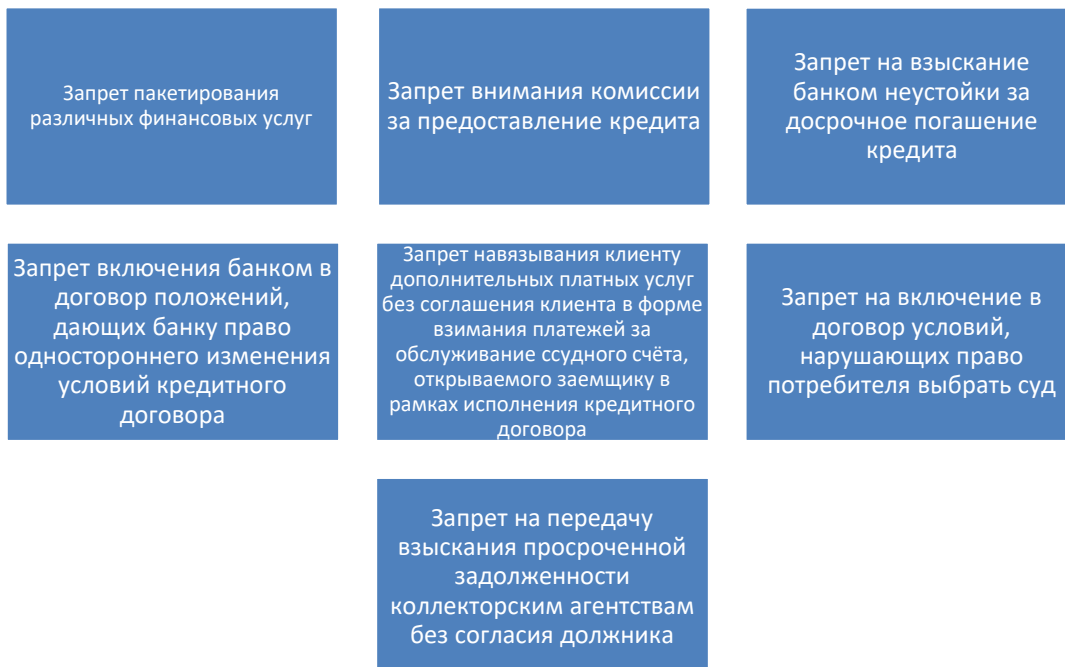 Запрет пакетирования
различных финансовых услуг
Запрет внимания комиссии
за предоставление кредита
Запрет на взыскание
банком неустойки за
досрочное погашение
кредита
Запрет включения банком в
договор положений,
дающих банку право
одностороннего изменения
условий кредитного
договора
Запрет навязывания клиенту
дополнительных платных услуг
без соглашения клиента в форме
взимания платежей за
обслуживание ссудного счёта,
открываемого заемщику в
рамках исполнения кредитного
договора
Запрет на включение в
договор условий,
нарушающих право
потребителя выбрать суд
Запрет на передачу
взыскания просроченной
задолженности
коллекторским агентствам
без согласия должника